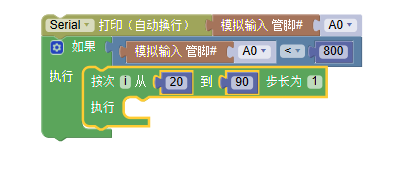 Serial 打印（自动换行） 模拟输入 管脚# A0
如果 模拟输入 管脚# A0 < 800
执行 按次 i 从 20 到 90 步长为 1
执行